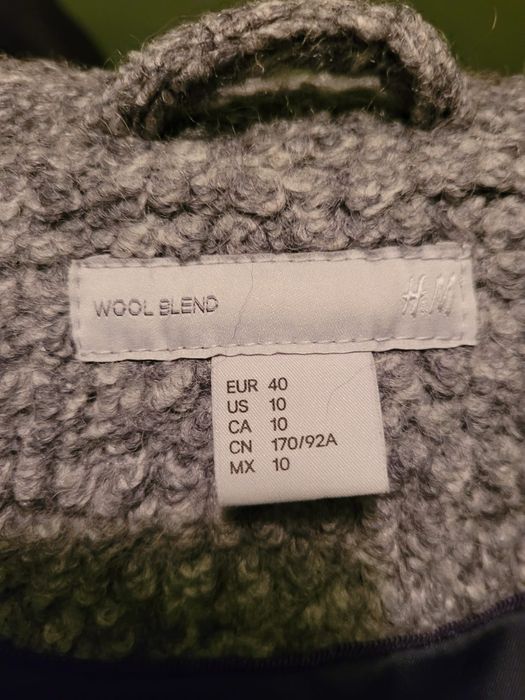 WOOL BLEND
H&M
EUR 40
US 10
CA 10
CN 170/92A
MX 10